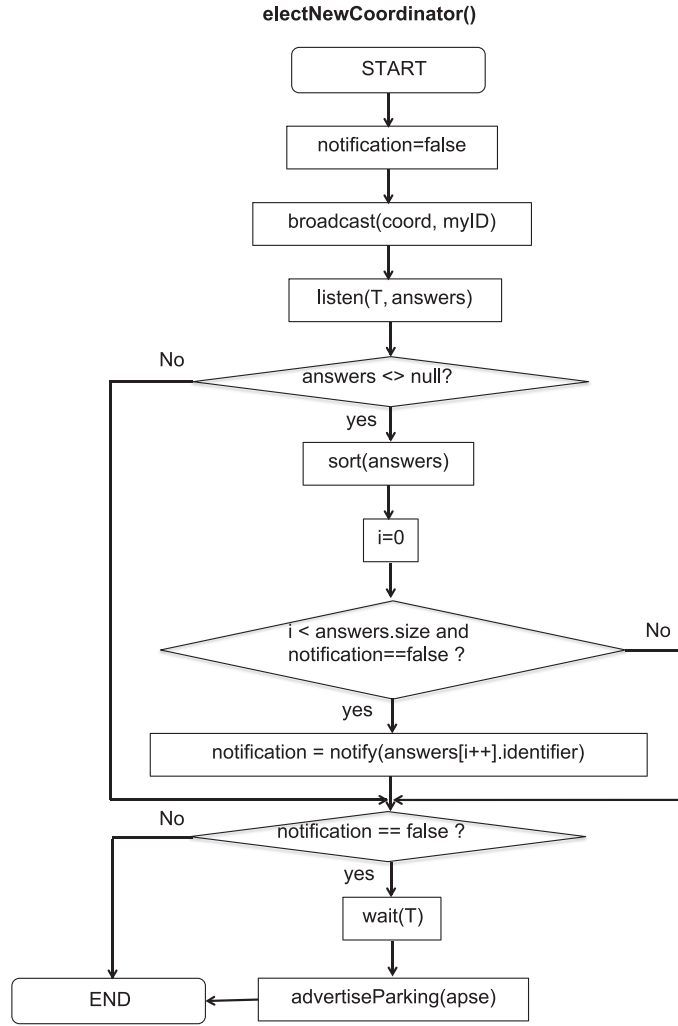 electNewCoordinator()
START
notification=false
broadcast(coord, myID)
listen(T, answers)
No
answers <> null?
yes
sort(answers)
i=0
i < answers.size and
notification==false ?
No
yes
notification = notify(answers[i++].identifier)
No
notification == false ?
yes
wait(T)
END
advertiseParking(apse)